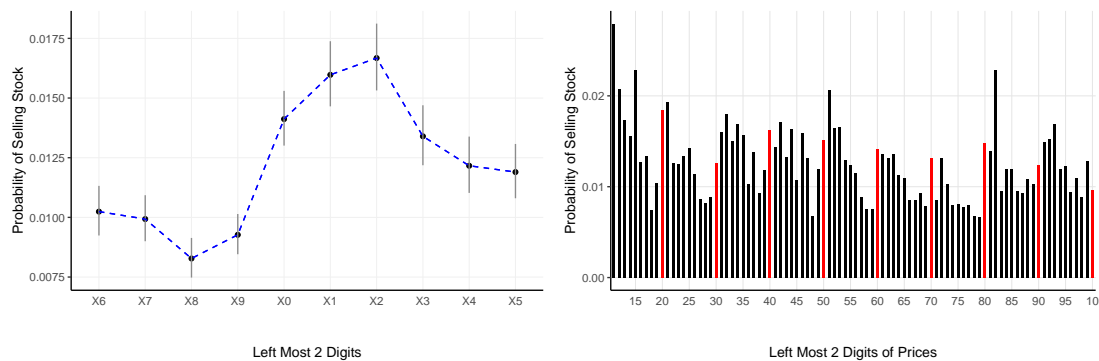 Probability of Selling Stock
0.0175
0.0150
0.0125
0.0100
0.0075
X6 X7 X8 X9 X0 X1 X2 X3 X4 X5
Left Most 2 Digits
Probability of Selling Stock
0.02
0.01
0.00
15 20 25 30 35 40 45 50 55 60 65 70 75 80 85 90 95 10
Left Most 2 Digits of Prices